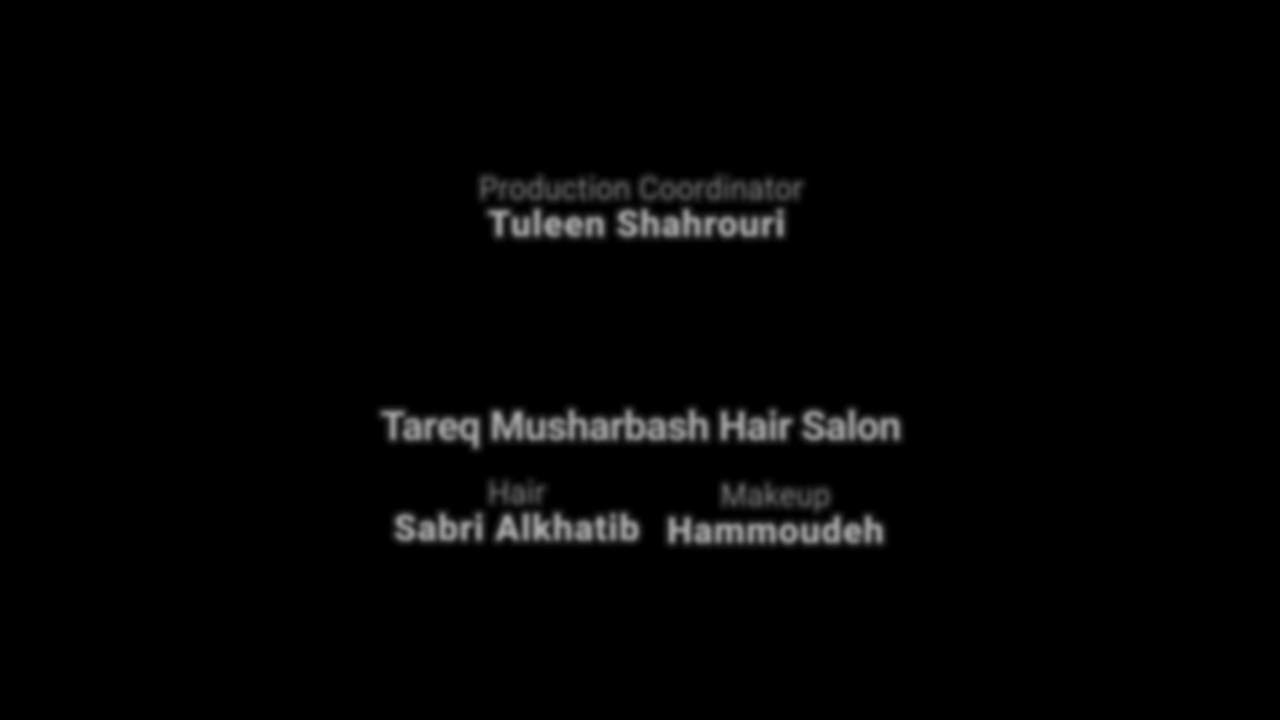 Production Coordinator
Tuleen Shahrouri
Tareq Musharbash Hair Salon
Hair
Sabri Alkhatib
Makeup
Hammoudeh